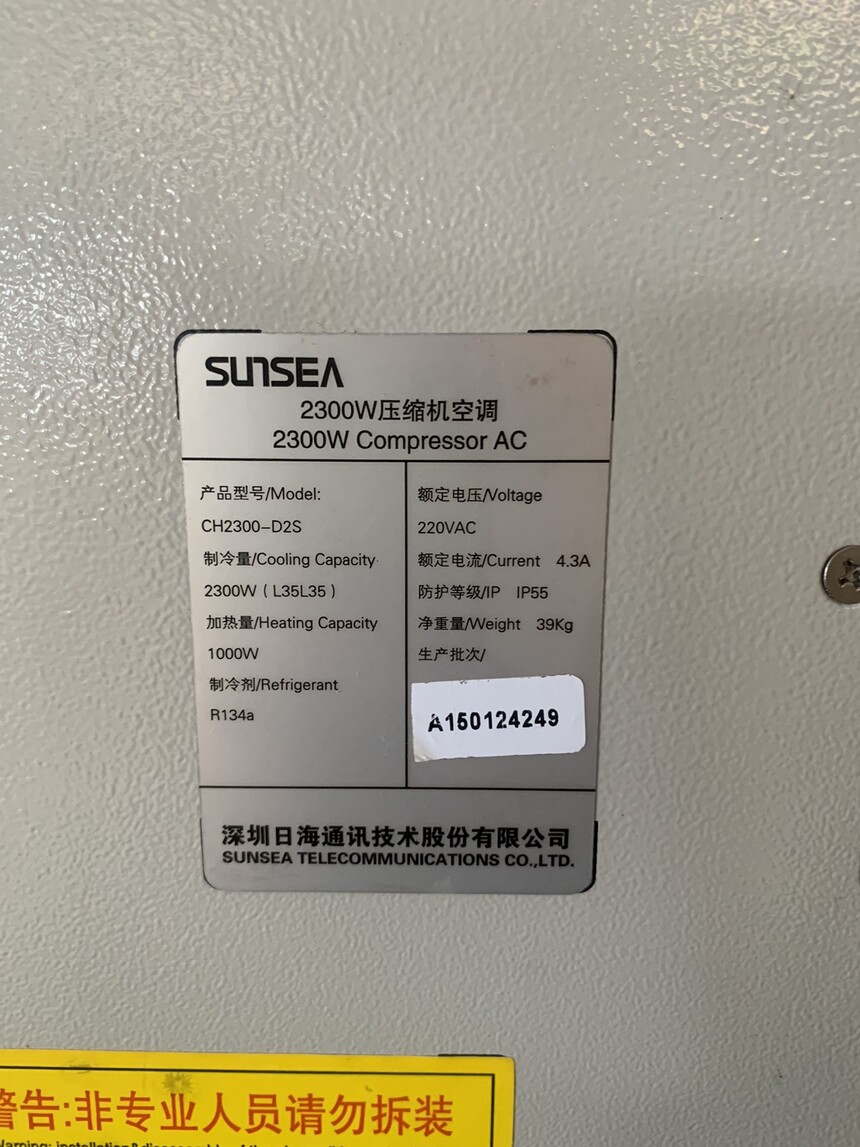 SUNSEA
2300W压缩机空调
2300W Compressor AC
产品型号/Model:
CH2300-D2S
制冷量/Cooling Capacity
2300W（L35L35）
加热量/Heating Capacity
1000W
制冷剂/Refrigerant
R134a
额定电压/Voltage
220VAC
额定电流/Current 4.3A
防护等级/IP IP55
净重量/Weight 39Kg
生产批次/
A150124249
深圳日海通讯技术股份有限公司
SUNSEA TELECOMMUNICATIONS CO.,LTD.
警告:非专业人员请勿拆装